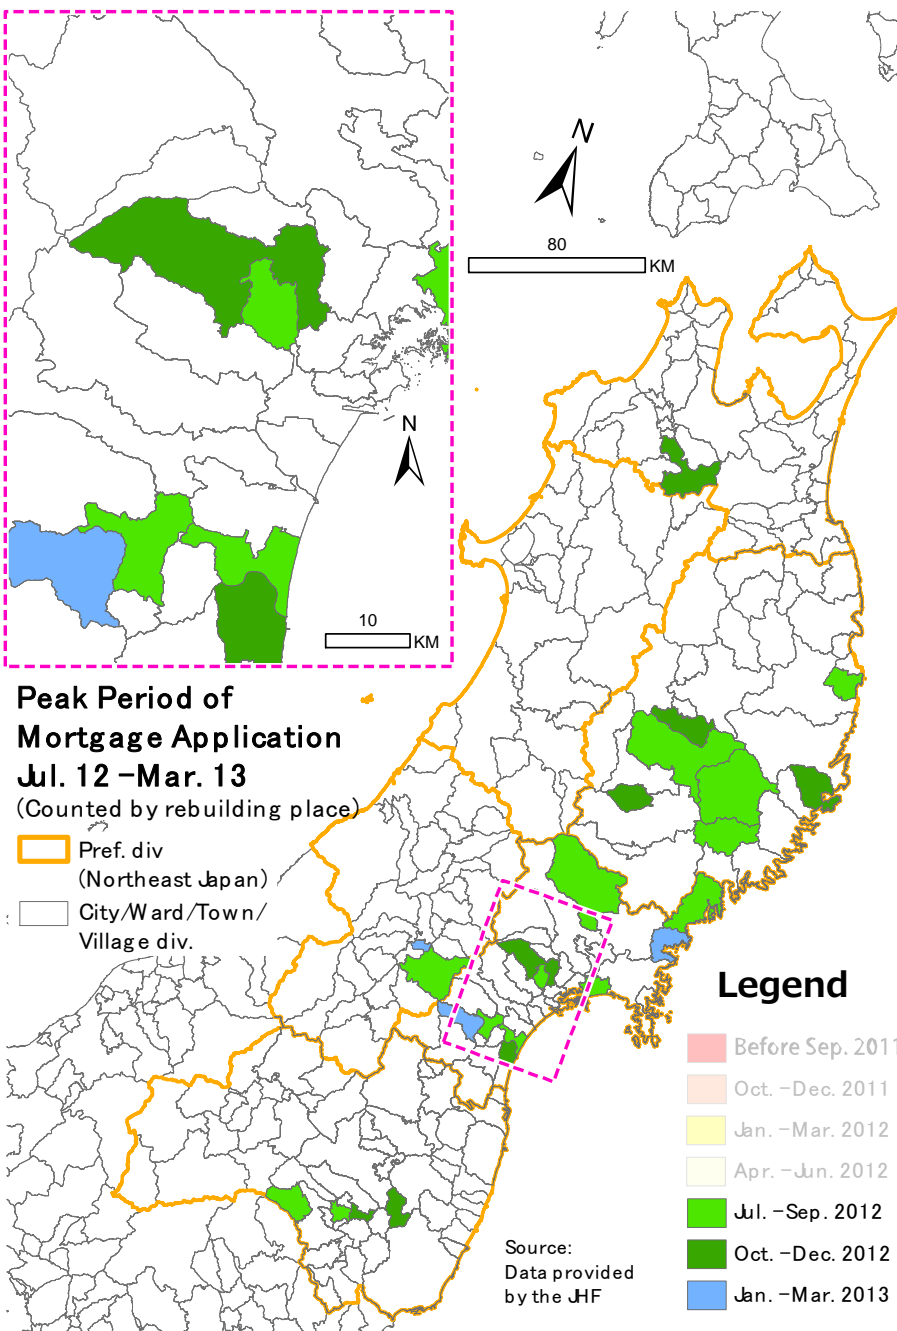 N
80
KM
N
10
KM
Peak Period of
Mortgage Application
Jul. 12 – Mar. 13
(Counted by rebuilding place)
Pref. div
(Northeast Japan)
City/Ward/Town/
Village div.
Legend
Before Sep. 2011
Oct. – Dec. 2011
Jan. – Mar. 2012
Apr. – Jun. 2012
Jul. – Sep. 2012
Oct. – Dec. 2012
Jan. – Mar. 2013
Source:
Data provided
by the JHF